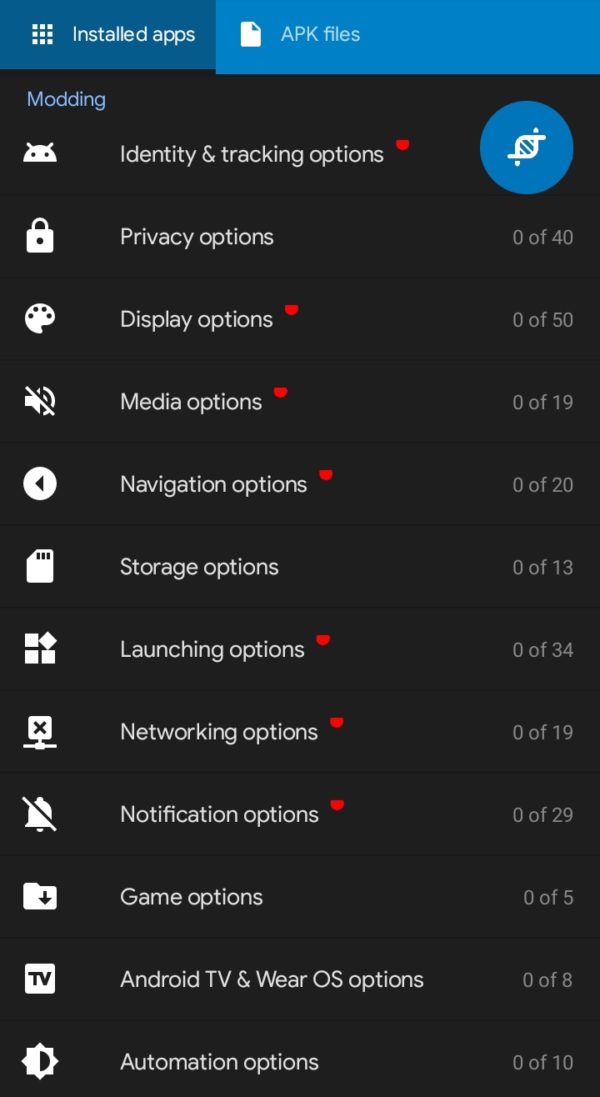 Installed apps
APK files
Modding
Identity & tracking options
Privacy options 0 of 40
Display options 0 of 50
Media options 0 of 19
Navigation options 0 of 20
Storage options 0 of 13
Launching options 0 of 34
Networking options 0 of 19
Notification options 0 of 29
Game options 0 of 5
TV Android TV & Wear OS options 0 of 8
Automation options 0 of 10